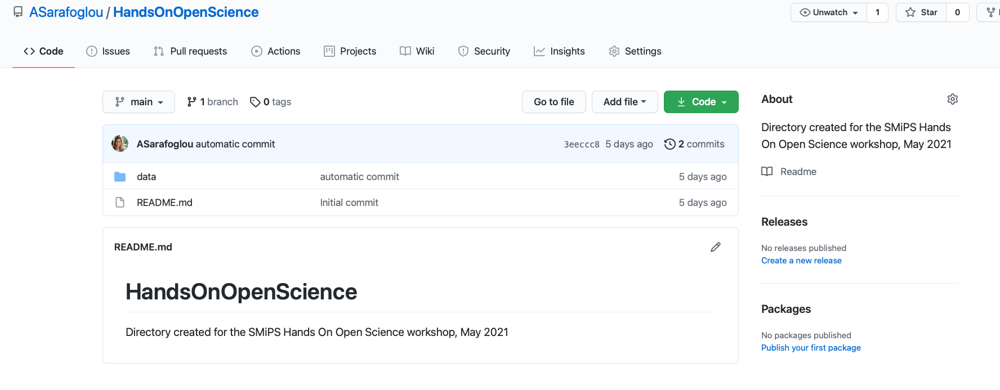 ASarafoglou / HandsOnOpenScience
Unwatch 1 Star 0
Code Issues Pull requests Actions Projects Wiki Security Insights Settings
main 1 branch 0 tags Go to file Add file Code
ASarafoglou automatic commit 3eeccc8 5 days ago 2 commits
data automatic commit 5 days ago
README.md Initial commit 5 days ago
README.md
HandsOnOpenScience
Directory created for the SMiPS Hands On Open Science workshop, May 2021
About
Directory created for the SMiPS Hands
On Open Science workshop, May 2021
Readme
Releases
No releases published
Create a new release
Packages
No packages published
Publish your first package